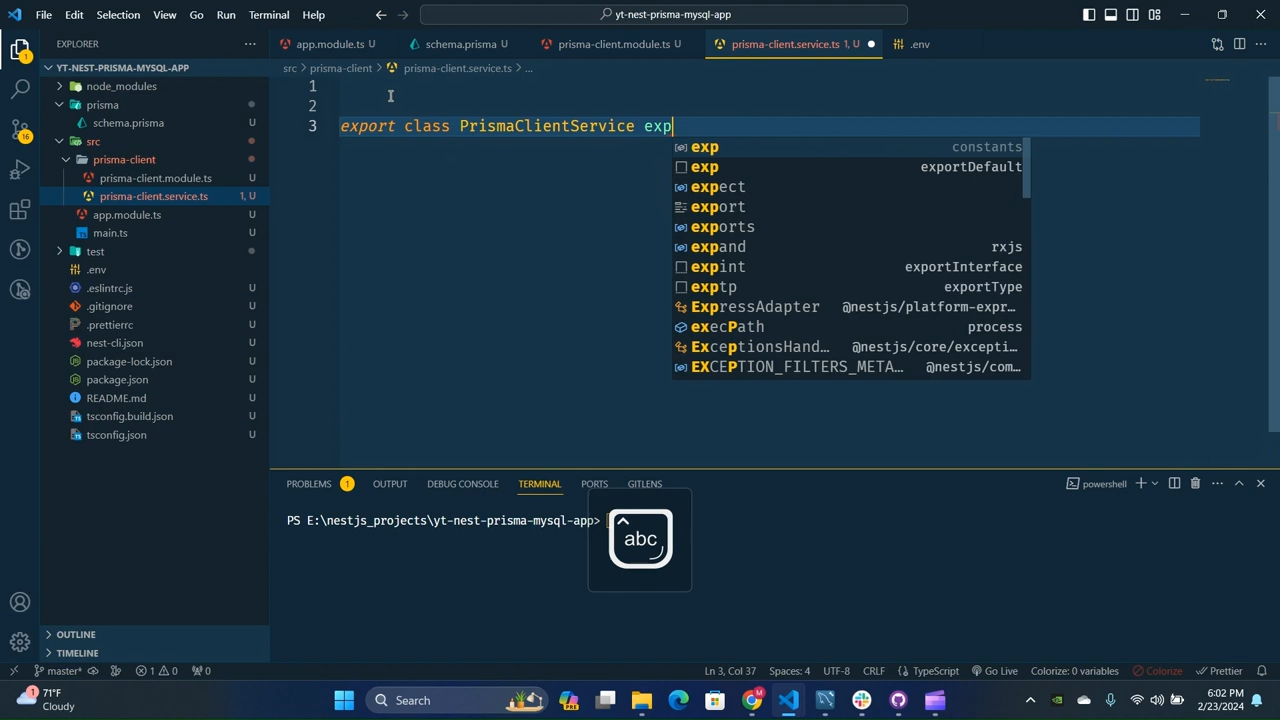 File Edit Selection View Go Run Terminal Help
yt-nest-prisma-mysql-app
EXPLORER
app.module.ts U
schema.prisma U
prisma-client.module.ts U
prisma-client.service.ts 1, U
.env
YT-NEST-PRISMA-MYSQL-APP
src > prisma-client > prisma-client.service.ts > ...
node_modules
prisma
schema.prisma U
src
prisma-client
prisma-client.module.ts U
prisma-client.service.ts 1, U
app.module.ts U
main.ts U
test
.env U
.eslintrc.js U
.gitignore U
.prettierrc U
nest-cli.json U
package-lock.json U
package.json U
README.md U
tsconfig.build.json U
tsconfig.json U
OUTLINE
TIMELINE
1
2
3 export class PrismaClientService exp
exp constants
exp exportDefault
expect
export
exports
expand rxjs
expint exportInterface
exptp exportType
ExpressAdapter @nestjs/platform-expr...
execPath process
ExceptionsHand... @nestjs/core/excepti...
EXCEPTION_FILTERS_META... @nestjs/com...
PROBLEMS 1 OUTPUT DEBUG CONSOLE TERMINAL PORTS GITLENS
powershell
PS E:\nestjs_projects\yt-nest-prisma-mysql-app>
abc
master* 1 0 0
Ln 3, Col 37 Spaces: 4 UTF-8 CRLF TypeScript Go Live Colorize: 0 variables Colorize Prettier
1
71°F
Cloudy
Search
PRE
M
6:02 PM
2/23/2024